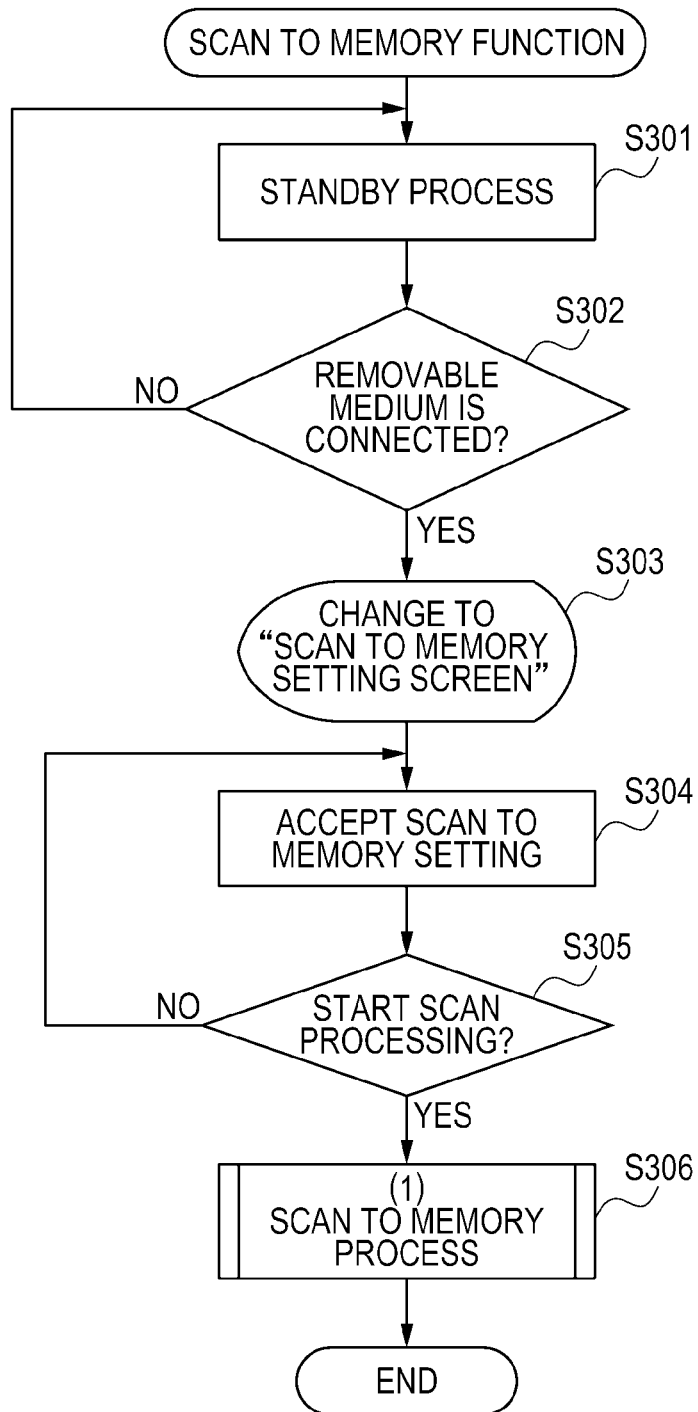 SCAN TO MEMORY FUNCTION
S301
STANDBY PROCESS
S302
REMOVABLE
MEDIUM IS
CONNECTED?
NO
YES
S303
CHANGE TO
“SCAN TO MEMORY
SETTING SCREEN”
S304
ACCEPT SCAN TO
MEMORY SETTING
S305
START SCAN
PROCESSING?
NO
YES
S306
(1)
SCAN TO MEMORY
PROCESS
END